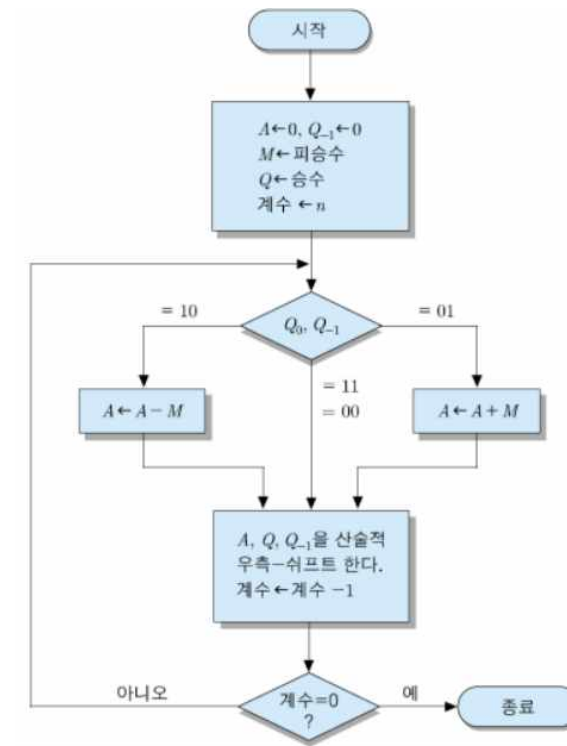 시작
A←0, Q₋₁←0
M←피승수
Q←승수
계수 ←n
= 10
Q₀, Q₋₁
= 01
= 11
= 00
A←A−M
A←A+M
A, Q, Q₋₁을 산술적
우측−쉬프트 한다.
계수←계수 −1
아니오
계수=0
?
예
종료